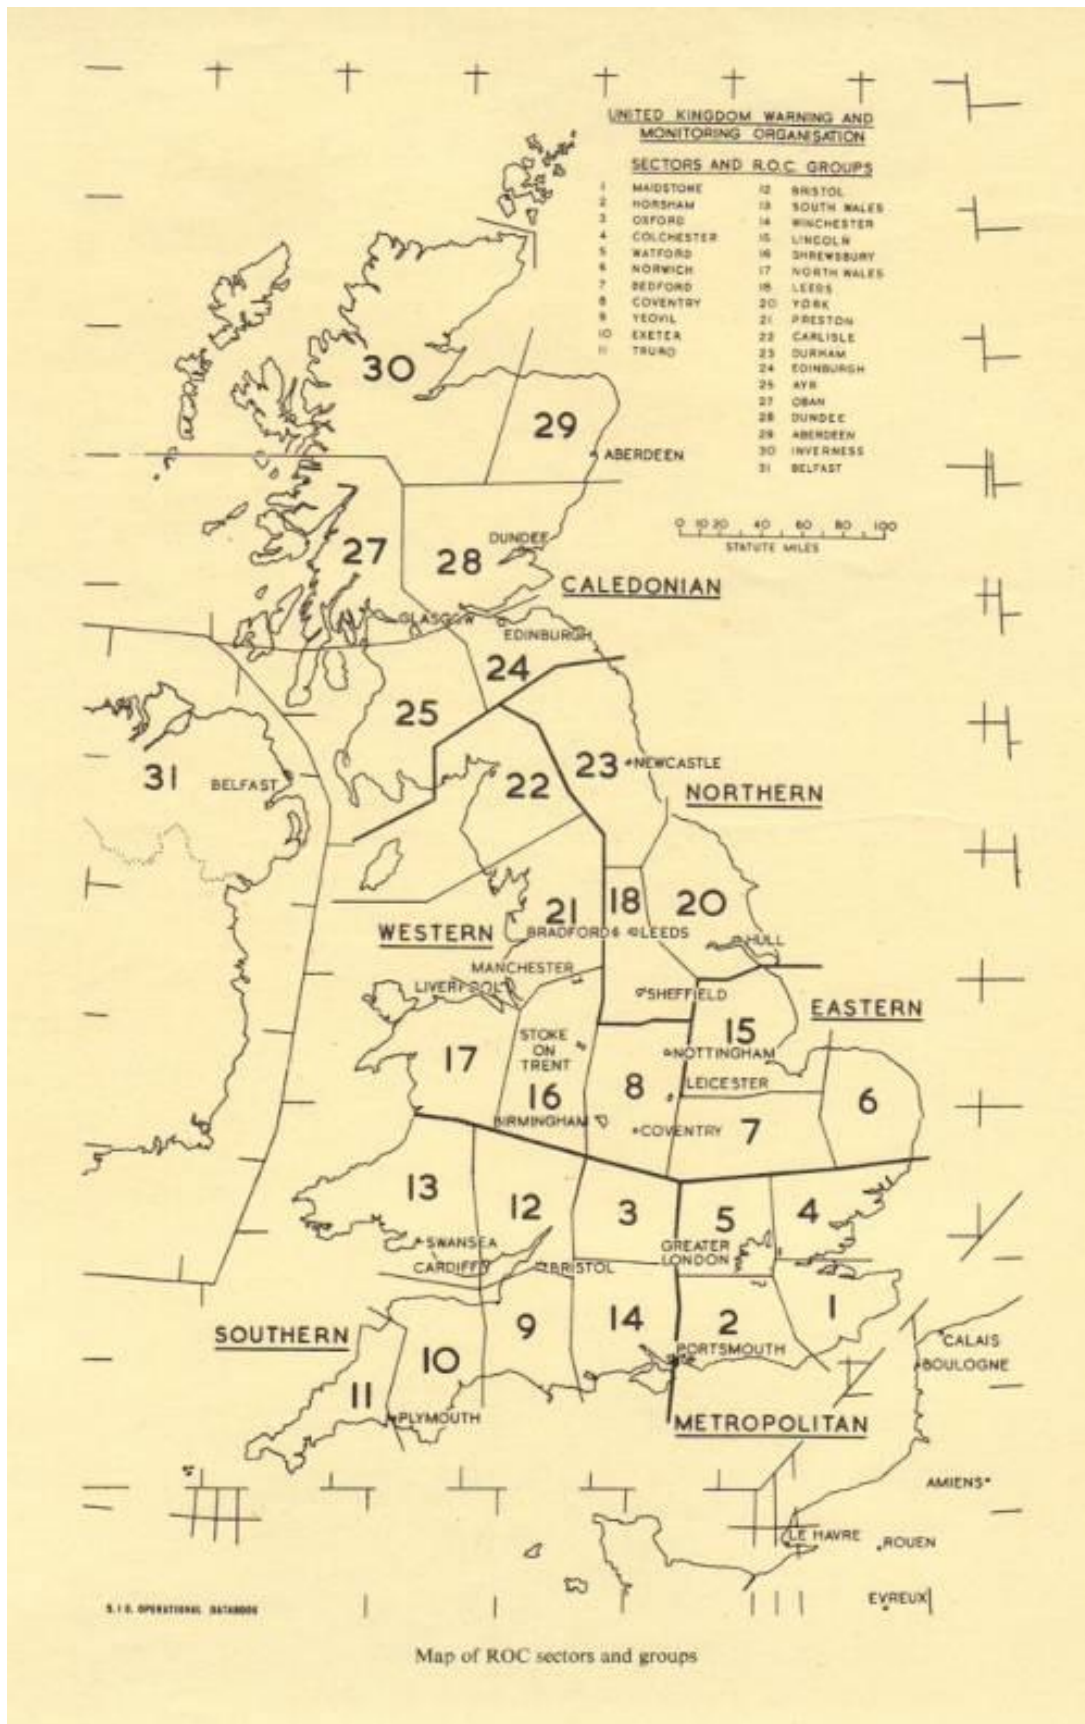 UNITED KINGDOM WARNING AND
MONITORING ORGANISATION
SECTORS AND R.O.C. GROUPS
1 MAIDSTONE
2 HORSHAM
3 OXFORD
4 COLCHESTER
5 WATFORD
6 NORWICH
7 BEDFORD
8 COVENTRY
9 YEOVIL
10 EXETER
11 TRURO
12 BRISTOL
13 SOUTH WALES
14 WINCHESTER
15 LINCOLN
16 SHREWSBURY
17 NORTH WALES
18 LEEDS
20 YORK
21 PRESTON
22 CARLISLE
23 DURHAM
24 EDINBURGH
25 AYR
27 OBAN
28 DUNDEE
29 ABERDEEN
30 INVERNESS
31 BELFAST
30
29
ABERDEEN
0 10 20 40 60 80 100
STATUTE MILES
DUNDEE
27
28
CALEDONIAN
GLASGOW
EDINBURGH
24
25
31
BELFAST
22
23
NEWCASTLE
NORTHERN
21
18
20
WESTERN
BRADFORD
LEEDS
HULL
MANCHESTER
LIVERPOOL
SHEFFIELD
EASTERN
STOKE
ON
TRENT
15
NOTTINGHAM
17
16
8
LEICESTER
6
BIRMINGHAM
COVENTRY
7
13
12
3
5
4
SWANSEA
GREATER
LONDON
CARDIFF
BRISTOL
SOUTHERN
9
14
2
1
PORTSMOUTH
CALAIS
BOULOGNE
10
11
PLYMOUTH
METROPOLITAN
AMIENS
LE HAVRE
ROUEN
EVREUX
S.I.O. OPERATIONAL DATABOOK
Map of ROC sectors and groups